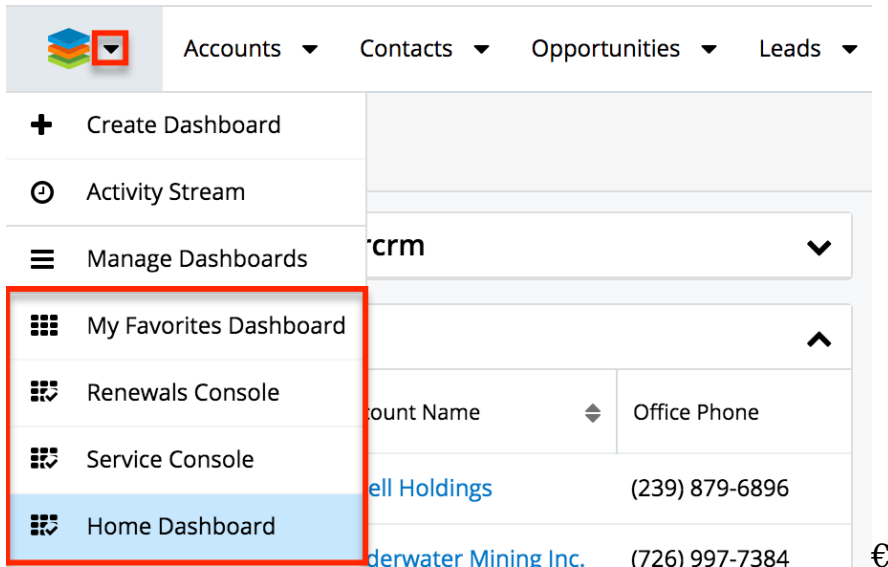 Accounts Contacts Opportunities Leads
Create Dashboard
Activity Stream
Manage Dashboards
rcrm
My Favorites Dashboard
Renewals Console
ount Name Office Phone
Service Console
ell Holdings (239) 879-6896
Home Dashboard
derwater Mining Inc. (726) 997-7384 €